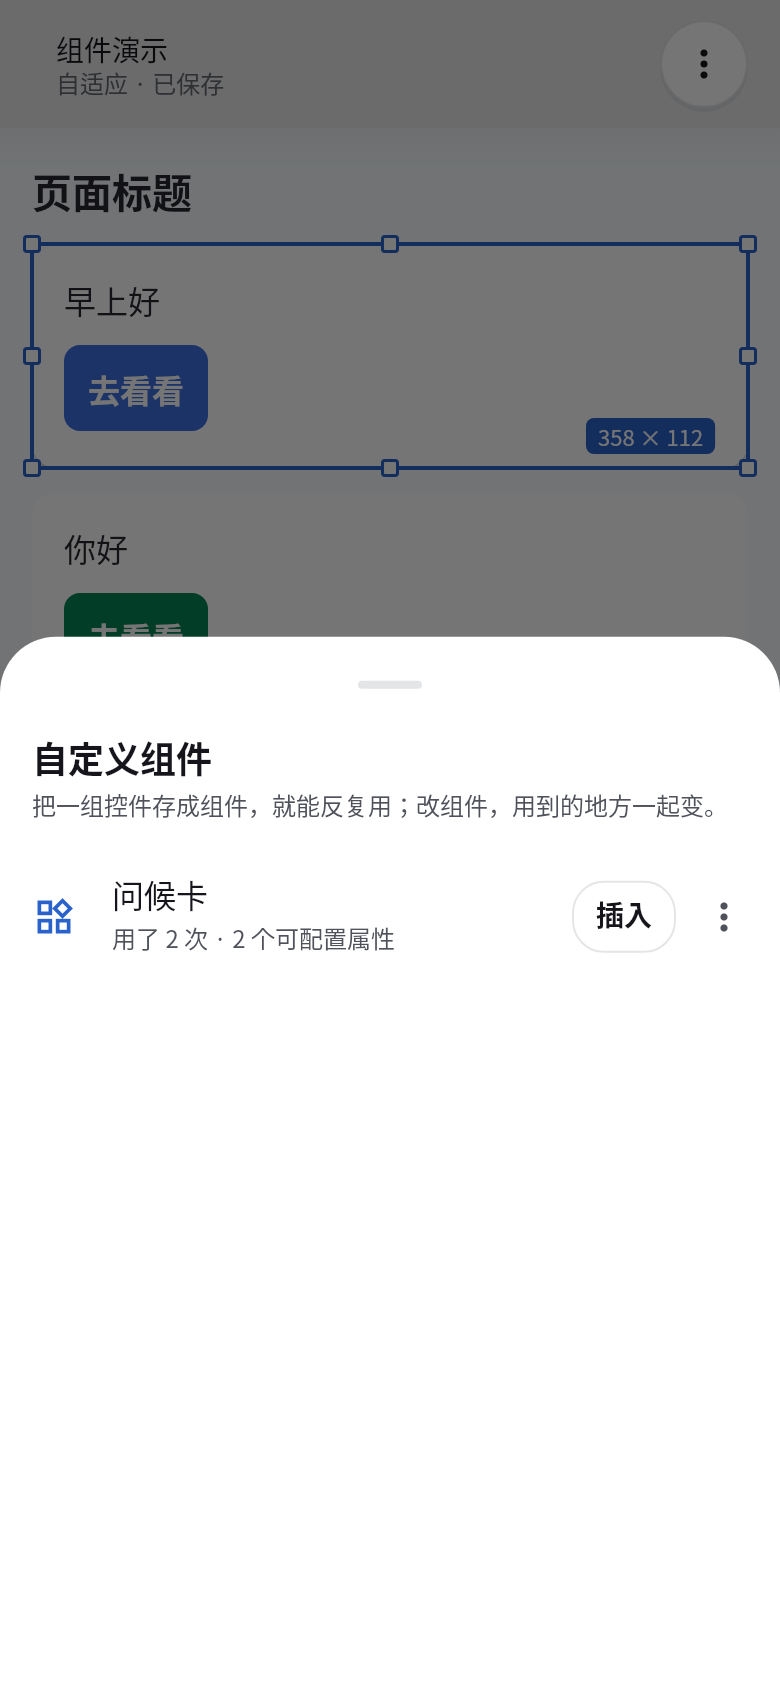 组件演示
自适应 · 已保存
页面标题
早上好
去看看
358 × 112
你好
去看看
自定义组件
把一组控件存成组件，就能反复用；改组件，用到的地方一起变。
问候卡
用了 2 次 · 2 个可配置属性
插入